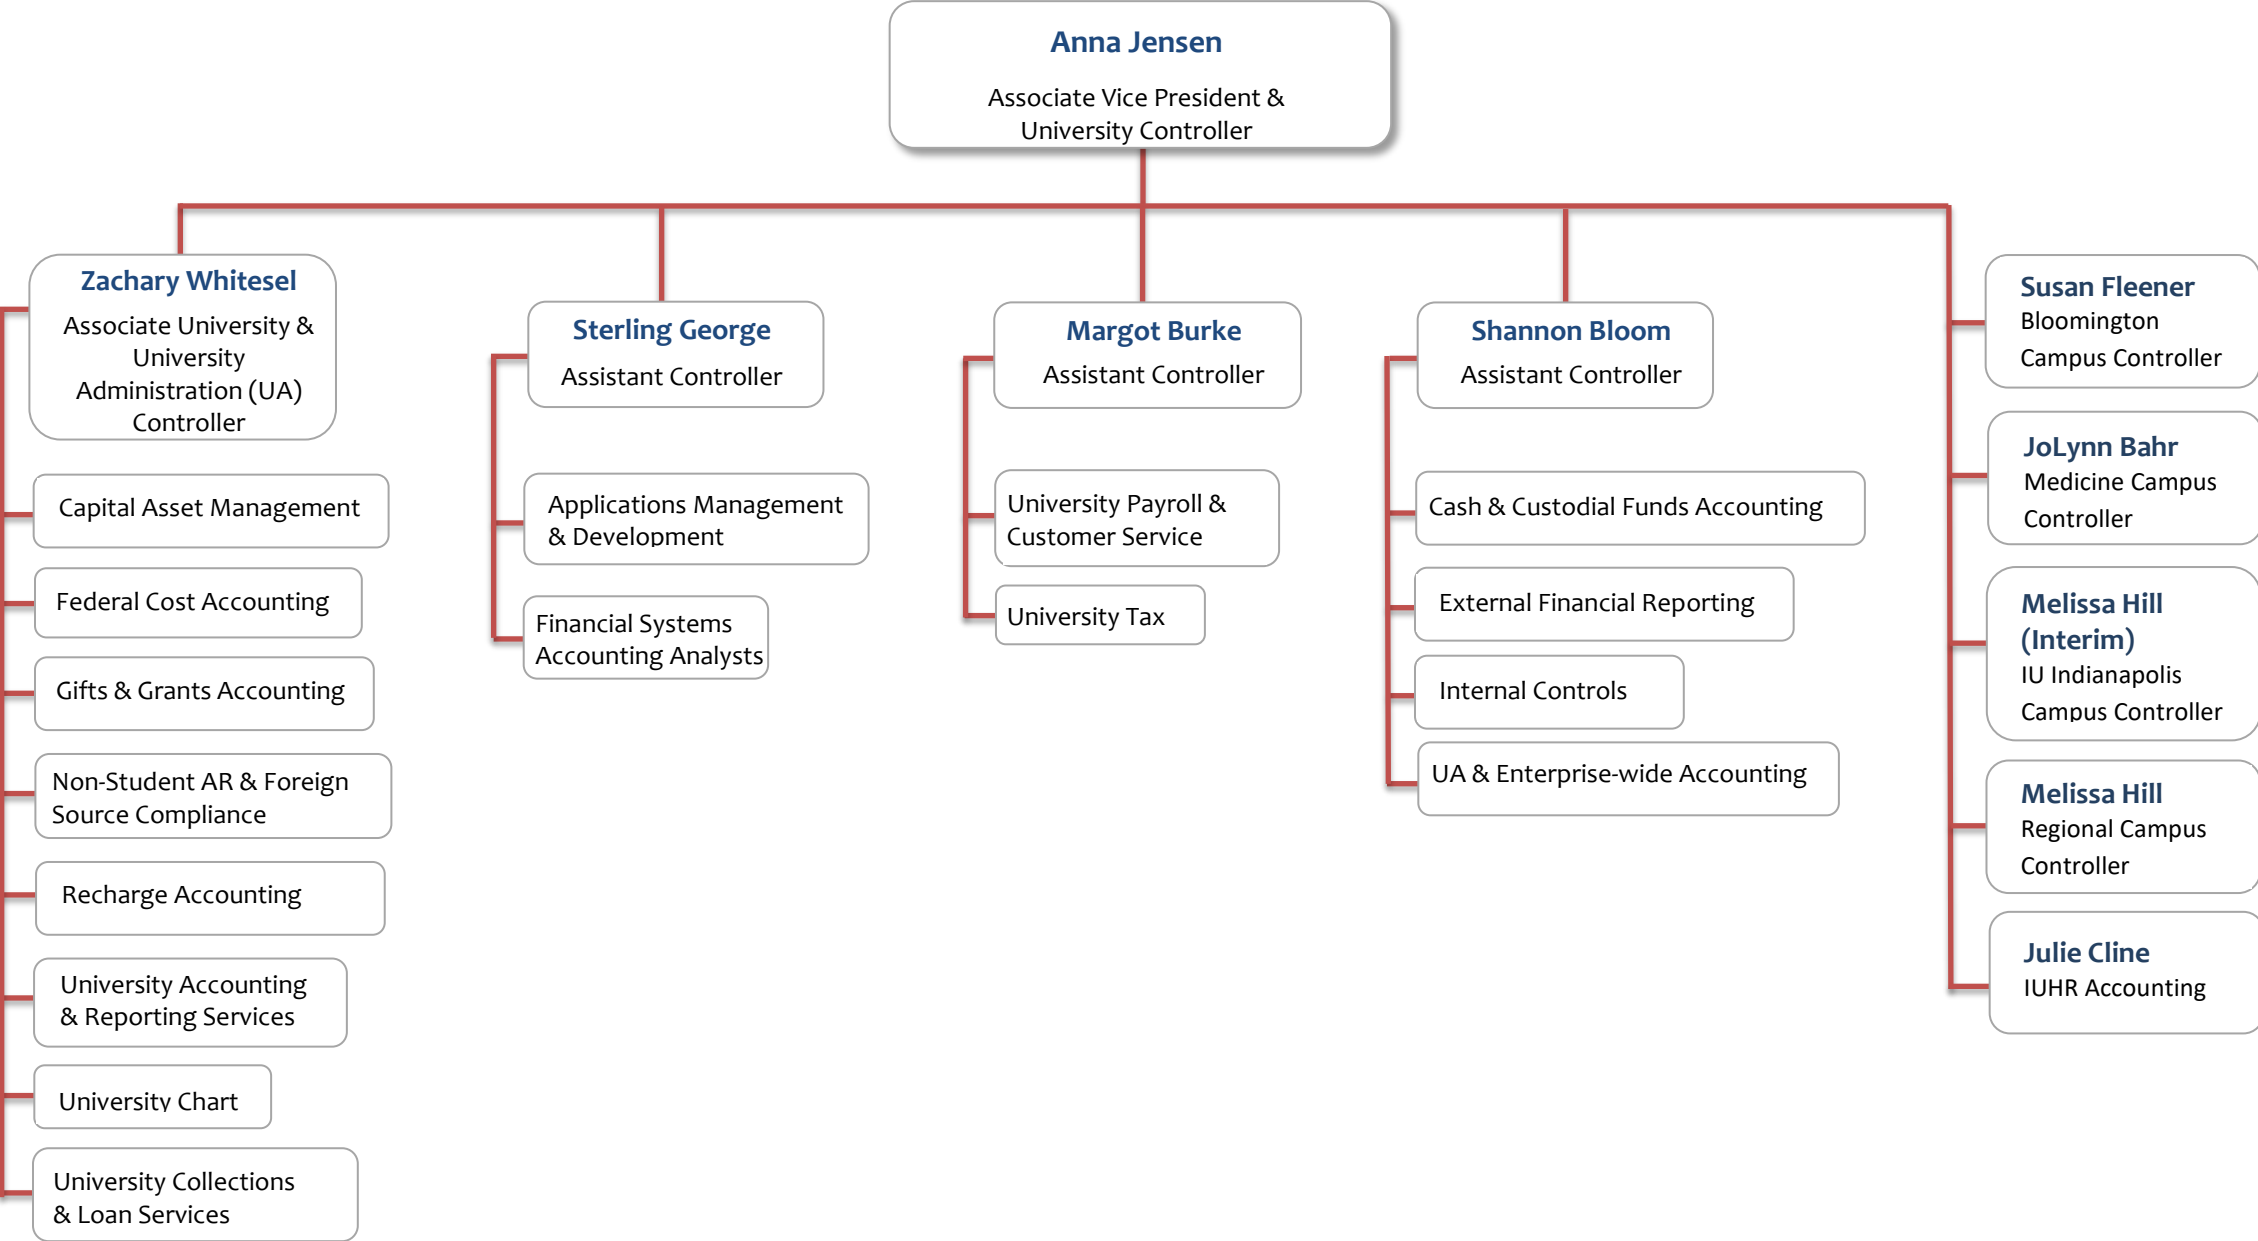 Anna Jensen
Associate Vice President &
University Controller
Zachary Whitesel
Associate University &
University
Administration (UA)
Controller
Capital Asset Management
Federal Cost Accounting
Gifts & Grants Accounting
Non-Student AR & Foreign
Source Compliance
Recharge Accounting
University Accounting
& Reporting Services
University Chart
University Collections
& Loan Services
Sterling George
Assistant Controller
Applications Management
& Development
Financial Systems
Accounting Analysts
Margot Burke
Assistant Controller
University Payroll &
Customer Service
University Tax
Shannon Bloom
Assistant Controller
Cash & Custodial Funds Accounting
External Financial Reporting
Internal Controls
UA & Enterprise-wide Accounting
Susan Fleener
Bloomington
Campus Controller
JoLynn Bahr
Medicine Campus
Controller
Melissa Hill
(Interim)
IU Indianapolis
Campus Controller
Melissa Hill
Regional Campus
Controller
Julie Cline
IUHR Accounting